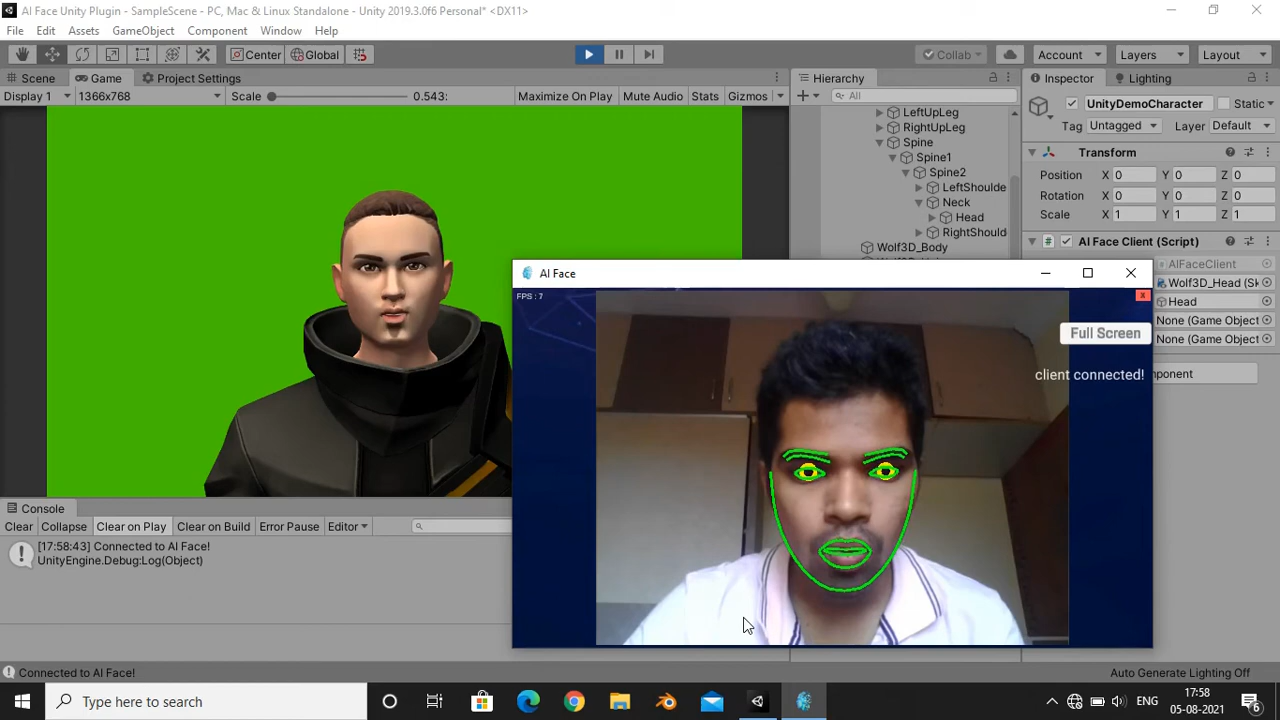 AI Face Unity Plugin - SampleScene - PC, Mac & Linux Standalone - Unity 2019.3.0f6 Personal* <DX11>
File Edit Assets GameObject Component Window Help
Center Global Collab Account Layers Layout
Scene Game Project Settings
Display 1 1366x768 Scale 0.543: Maximize On Play Mute Audio Stats Gizmos
Hierarchy
All
LeftUpLeg
RightUpLeg
Spine
Spine1
Spine2
LeftShoulde
Neck
Head
RightShould
Wolf3D_Body
Inspector Lighting
UnityDemoCharacter Static
Tag Untagged Layer Default
Transform
Position X 0 Y 0 Z 0
Rotation X 0 Y 0 Z 0
Scale X 1 Y 1 Z 1
AI Face Client (Script)
AIFaceClient
Wolf3D_Head (Sk
Head
None (Game Object
None (Game Object
mponent
AI Face
FPS : 7
x
Full Screen
client connected!
Console
Clear Collapse Clear on Play Clear on Build Error Pause Editor
[17:58:43] Connected to AI Face!
UnityEngine.Debug:Log(Object)
Connected to AI Face!
Auto Generate Lighting Off
Type here to search
ENG
17:58
05-08-2021
6